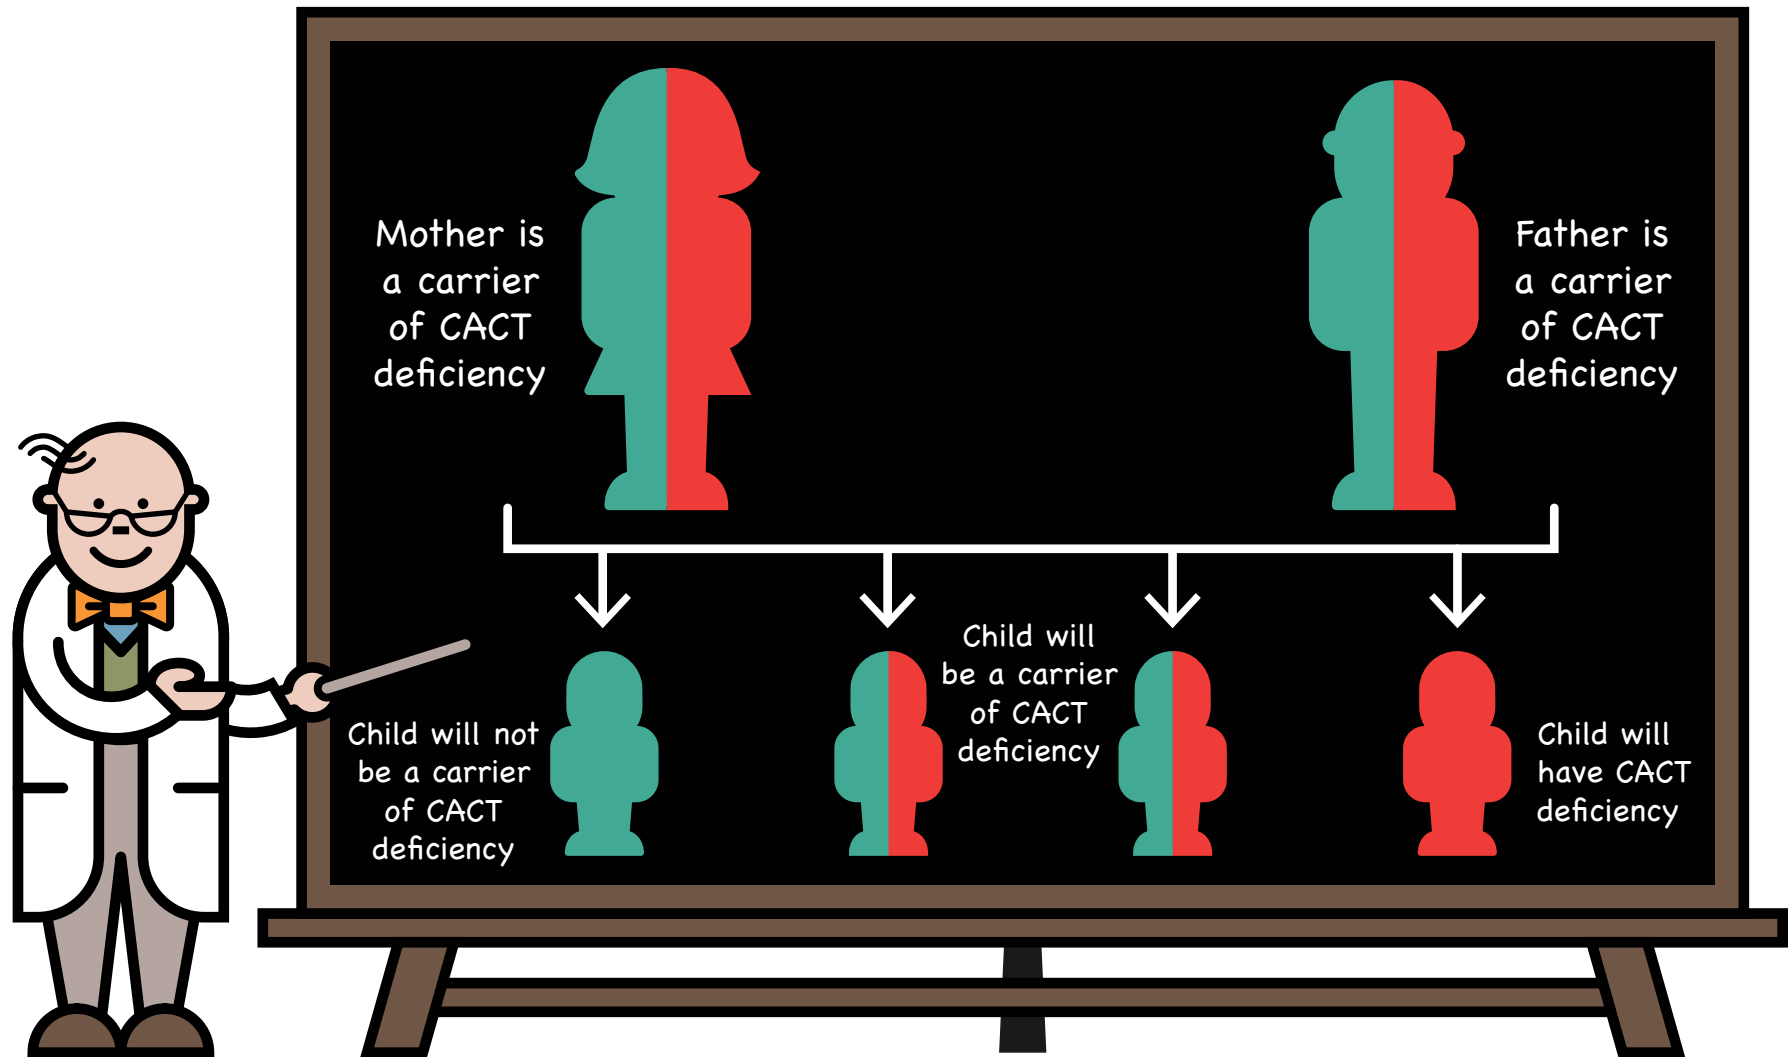 Mother is
a carrier
of CACT
deficiency
Father is
a carrier
of CACT
deficiency
Child will not
be a carrier
of CACT
deficiency
Child will
be a carrier
of CACT
deficiency
Child will
have CACT
deficiency